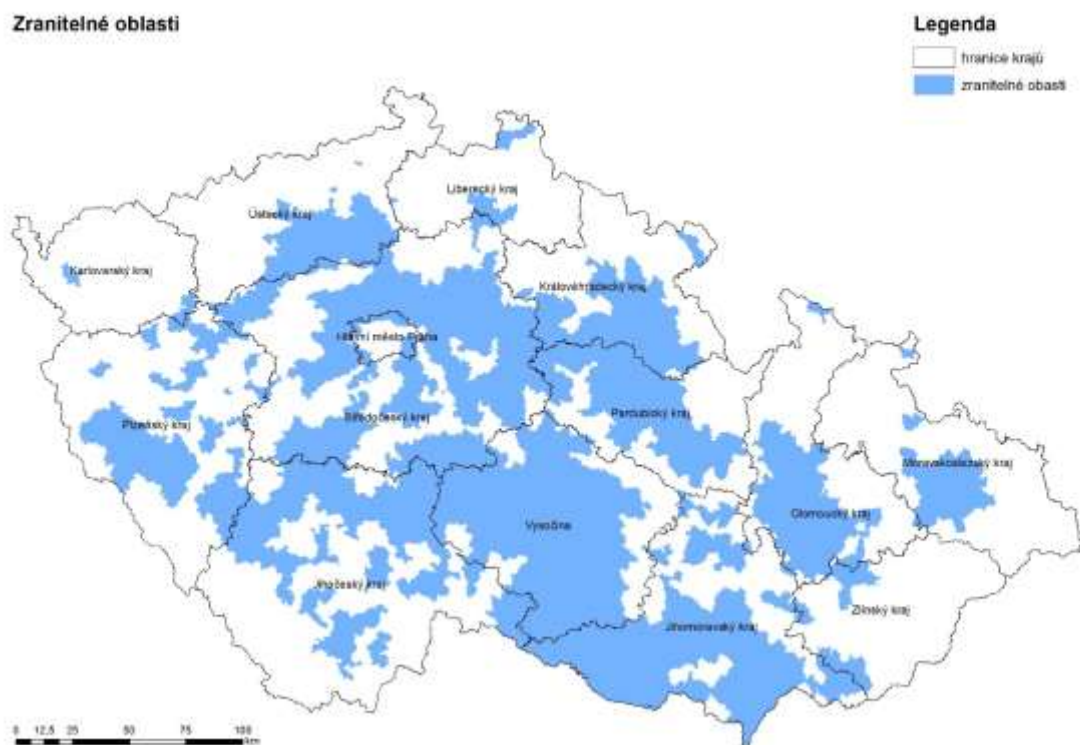 Zranitelné oblasti
Legenda
hranice krajů
zranitelné obasti
Liberecký kraj
Ústecký kraj
Karlovarský kraj
Královéhradecký kraj
Hlavní město Praha
Středočeský kraj
Pardubický kraj
Plzeňský kraj
Moravskoslezský kraj
Olomoucký kraj
Vysočina
Jihočeský kraj
Zlínský kraj
Jihomoravský kraj
0 12,5 25 50 75 100
Km